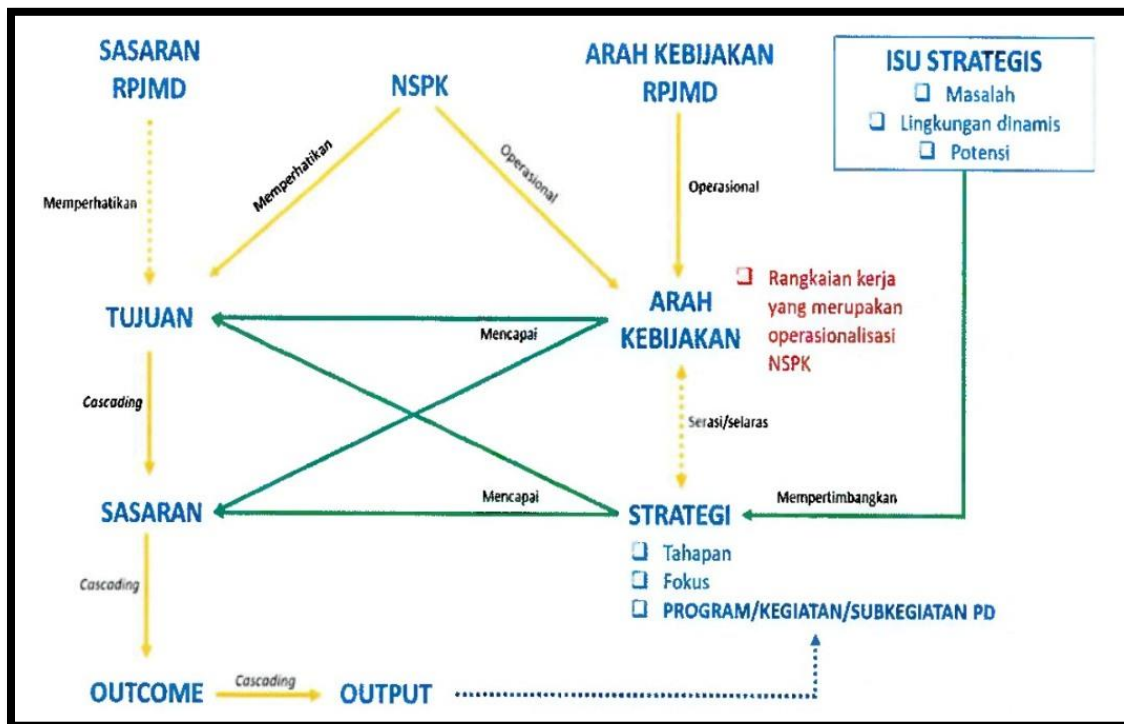 SASARAN
RPJMD
NSPK
ARAH KEBIJAKAN
RPJMD
ISU STRATEGIS
Masalah
Lingkungan dinamis
Potensi
Memperhatikan
Memperhatikan
Operasional
Operasional
TUJUAN
Mencapai
ARAH
KEBIJAKAN
Rangkaian kerja
yang merupakan
operasionalisasi
NSPK
Cascading
Serasi/selaras
SASARAN
Mencapai
STRATEGI
Mempertimbangkan
Tahapan
Fokus
PROGRAM/KEGIATAN/SUBKEGIATAN PD
Cascading
OUTCOME
Cascading
OUTPUT